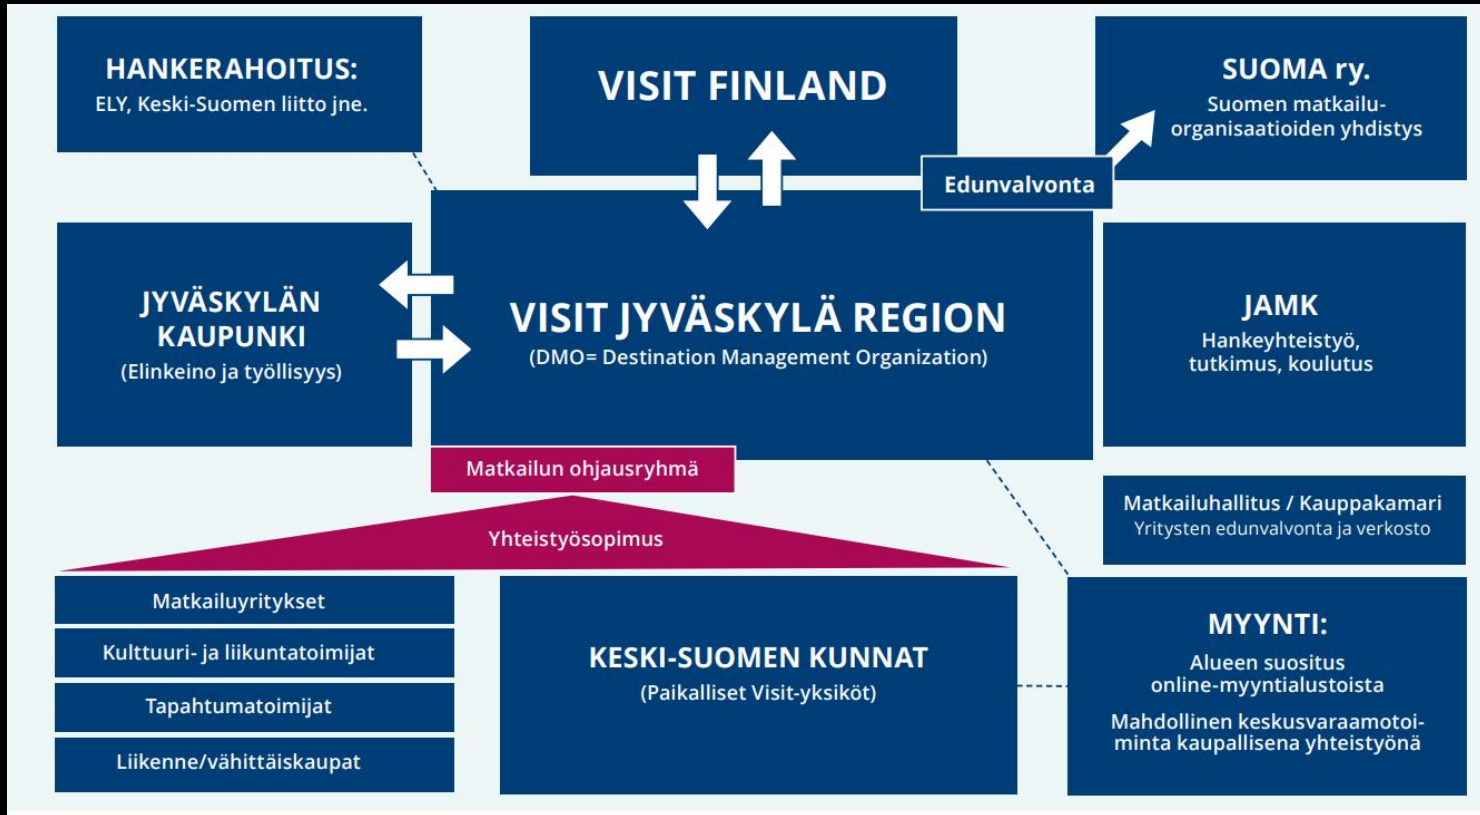 HANKERAHOITUS:
ELY, Keski-Suomen liitto jne.
VISIT FINLAND
SUOMA ry.
Suomen matkailu-
organisaatioiden yhdistys
Edunvalvonta
JYVÄSKYLÄN
KAUPUNKI
(Elinkeino ja työllisyys)
VISIT JYVÄSKYLÄ REGION
(DMO= Destination Management Organization)
JAMK
Hankeyhteistyö,
tutkimus, koulutus
Matkailun ohjausryhmä
Yhteistyösopimus
Matkailuhallitus / Kauppakamari
Yritysten edunvalvonta ja verkosto
Matkailuyritykset
Kulttuuri- ja liikuntatoimijat
Tapahtumatoimijat
Liikenne/vähittäiskaupat
KESKI-SUOMEN KUNNAT
(Paikalliset Visit-yksiköt)
MYYNTI:
Alueen suositus
online-myyntialustoista
Mahdollinen keskusvaraamotoi-
minta kaupallisena yhteistyönä